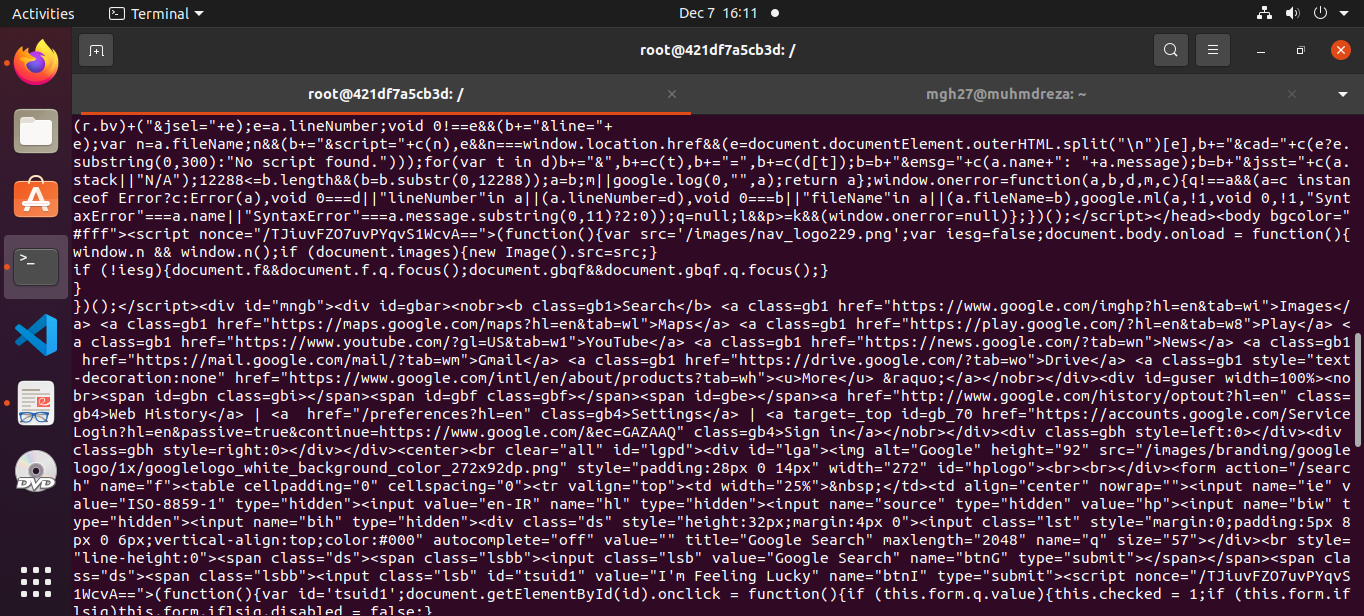 Activities Terminal Dec 7 16:11
root@421df7a5cb3d: /
root@421df7a5cb3d: / mgh27@muhmdreza: ~
(r.bv)+("&jsel="+e);e=a.lineNumber;void 0!==e&&(b+="&line="+
e);var n=a.fileName;n&&(b+="&script="+c(n),e&&n===window.location.href&&(e=document.documentElement.outerHTML.split("\n")[e],b+="&cad="+c(e?e.
substring(0,300):"No script found.")));for(var t in d)b+="&",b+=c(t),b+="=",b+=c(d[t]);b=b+"&emsg="+c(a.name+": "+a.message);b=b+"&jsst="+c(a.
stack||"N/A");12288<=b.length&&(b=b.substr(0,12288));a=b;m||google.log(0,"",a);return a};window.onerror=function(a,b,d,m,c){q!==a&&(a=c instanc
eof Error?c:Error(a),void 0===d||"lineNumber"in a||(a.lineNumber=d),void 0===b||"fileName"in a||(a.fileName=b),google.ml(a,!1,void 0,!1,"Synt
axError"===a.name||"SyntaxError"===a.message.substring(0,11)?2:0));q=null;l&&p>=k&&(window.onerror=null)};})();</script></head><body bgcolor="
#fff"><script nonce="/TJiuvFZO7uvPYqvS1WcvA==">(function(){var src='/images/nav_logo229.png';var iesg=false;document.body.onload = function(){
window.n && window.n();if (document.images){new Image().src=src;}
if (!iesg){document.f&&document.f.q.focus();document.gbqf&&document.gbqf.q.focus();}
}
})();</script><div id="mngb"><div id=gbar><nobr><b class=gb1>Search</b> <a class=gb1 href="https://www.google.com/imghp?hl=en&tab=wi">Images</
a> <a class=gb1 href="https://maps.google.com/maps?hl=en&tab=wl">Maps</a> <a class=gb1 href="https://play.google.com/?hl=en&tab=w8">Play</a> <
a class=gb1 href="https://www.youtube.com/?gl=US&tab=w1">YouTube</a> <a class=gb1 href="https://news.google.com/?tab=wn">News</a> <a class=gb1
href="https://mail.google.com/mail/?tab=wm">Gmail</a> <a class=gb1 href="https://drive.google.com/?tab=wo">Drive</a> <a class=gb1 style="text
-decoration:none" href="https://www.google.com/intl/en/about/products?tab=wh"><u>More</u> &raquo;</a></nobr></div><div id=guser width=100%><no
br><span id=gbn class=gbi></span><span id=gbf class=gbf></span><span id=gbe></span><a href="http://www.google.com/history/optout?hl=en" class=
gb4>Web History</a> | <a  href="/preferences?hl=en" class=gb4>Settings</a> | <a target=_top id=gb_70 href="https://accounts.google.com/Service
Login?hl=en&passive=true&continue=https://www.google.com/&ec=GAZAAQ" class=gb4>Sign in</a></nobr></div><div class=gbh style=left:0></div><div
class=gbh style=right:0></div></div><center><br clear="all" id="lgpd"><div id="lga"><img alt="Google" height="92" src="/images/branding/google
logo/1x/googlelogo_white_background_color_272x92dp.png" style="padding:28px 0 14px" width="272" id="hplogo"><br><br></div><form action="/searc
h" name="f"><table cellpadding="0" cellspacing="0"><tr valign="top"><td width="25%">&nbsp;</td><td align="center" nowrap=""><input name="ie" v
alue="ISO-8859-1" type="hidden"><input value="en-IR" name="hl" type="hidden"><input name="source" type="hidden" value="hp"><input name="biw" t
ype="hidden"><input name="bih" type="hidden"><div class="ds" style="height:32px;margin:4px 0"><input class="lst" style="margin:0;padding:5px 8
px 0 6px;vertical-align:top;color:#000" autocomplete="off" value="" title="Google Search" maxlength="2048" name="q" size="57"></div><br style=
"line-height:0"><span class="ds"><span class="lsbb"><input class="lsb" value="Google Search" name="btnG" type="submit"></span></span><span cla
ss="ds"><span class="lsbb"><input class="lsb" id="tsuid1" value="I'm Feeling Lucky" name="btnI" type="submit"><script nonce="/TJiuvFZO7uvPYqvS
1WcvA==">(function(){var id='tsuid1';document.getElementById(id).onclick = function(){if (this.form.q.value){this.checked = 1;if (this.form.if
lsig)this.form.iflsig.disabled = false;}
DVD